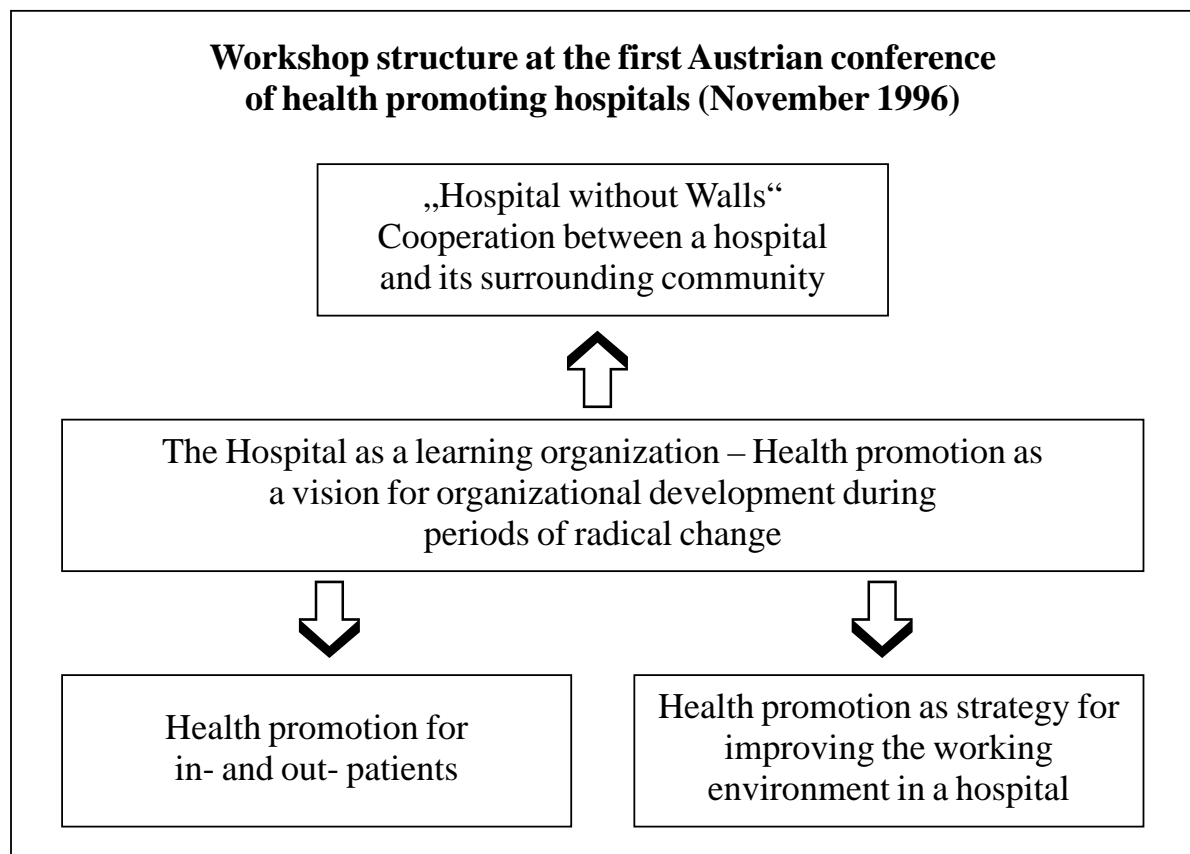 Workshop structure at the first Austrian conference
of health promoting hospitals (November 1996)
„Hospital without Walls“
Cooperation between a hospital
and its surrounding community
The Hospital as a learning organization – Health promotion as
a vision for organizational development during
periods of radical change
Health promotion for
in- and out- patients
Health promotion as strategy for
improving the working
environment in a hospital